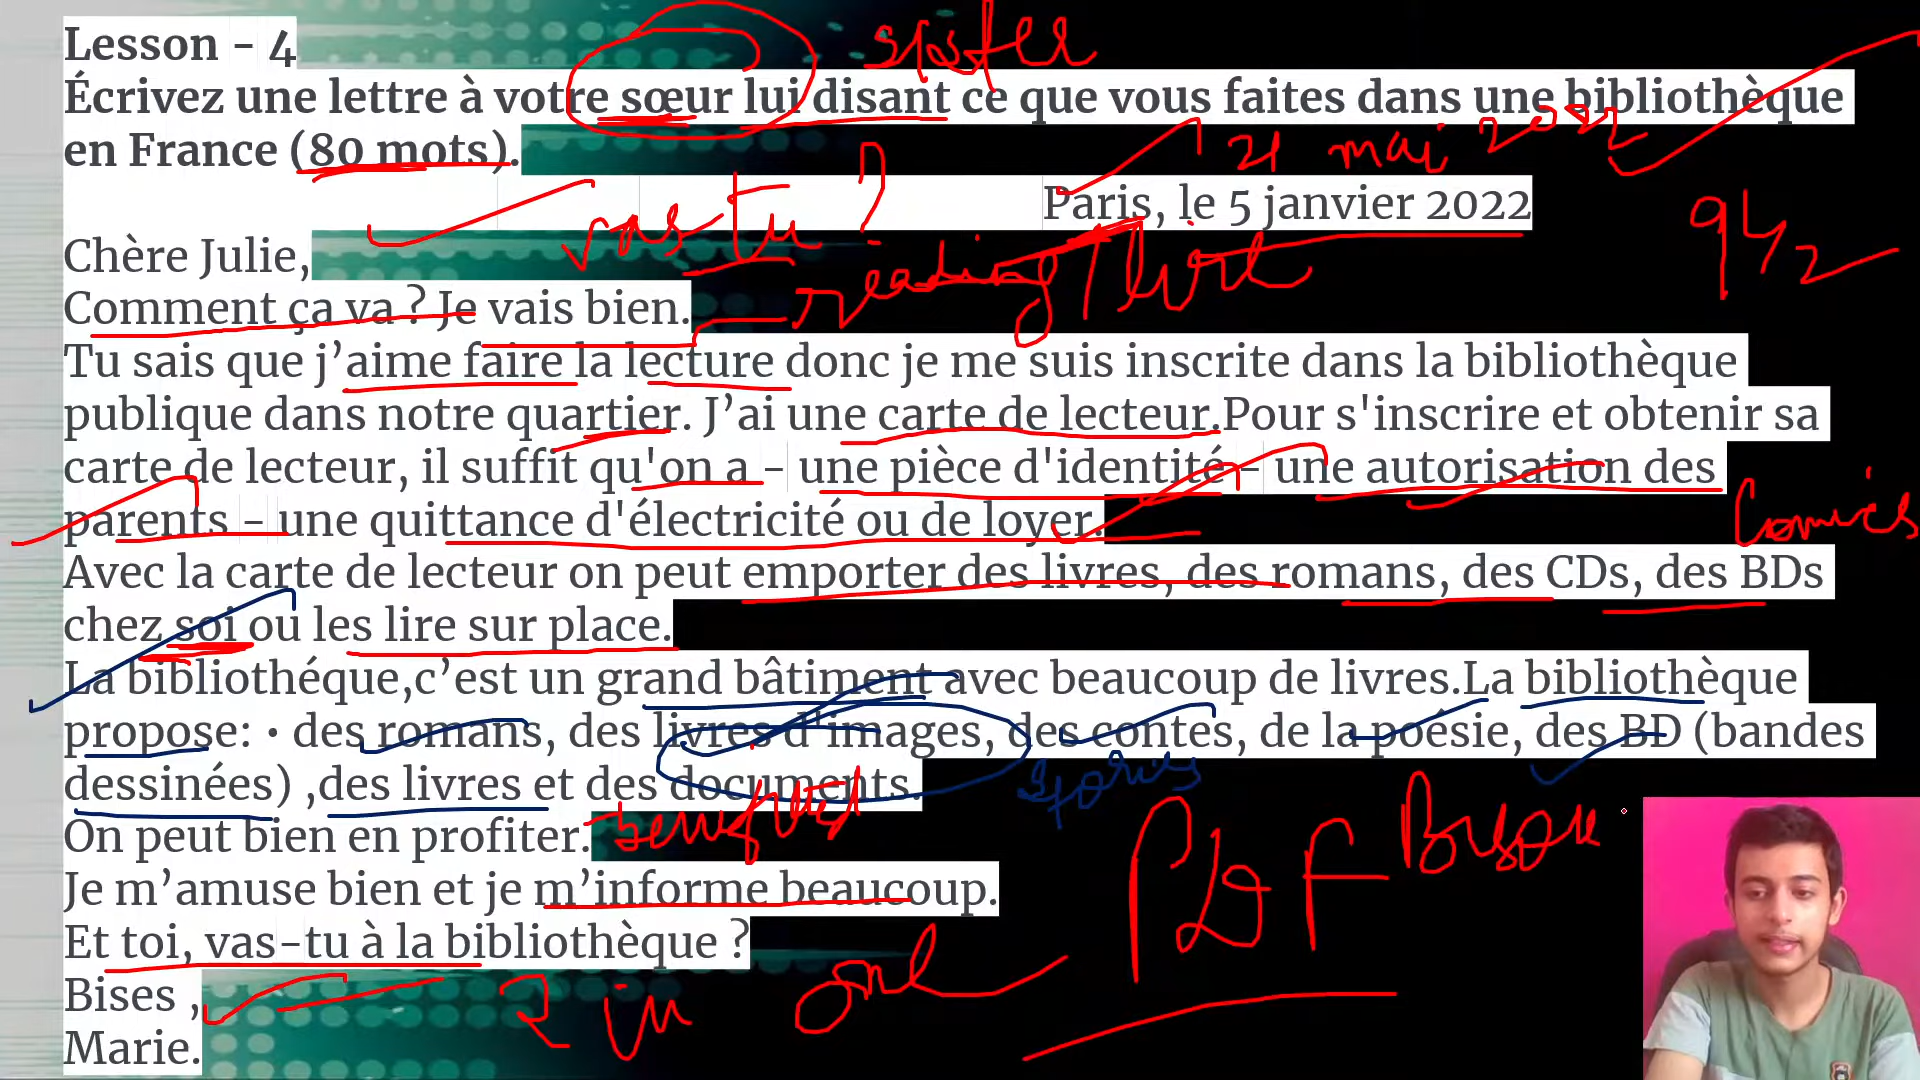 Lesson - 4
sister
Écrivez une lettre à votre sœur lui disant ce que vous faites dans une bibliothèque
en France (80 mots).
21 mai 2022
Paris, le 5 janvier 2022
vas tu ?
Chère Julie,
reading/
Comment ça va ? Je vais bien.
Tu sais que j’aime faire la lecture donc je me suis inscrite dans la bibliothèque
publique dans notre quartier. J’ai une carte de lecteur.Pour s'inscrire et obtenir sa
carte de lecteur, il suffit qu'on a - une pièce d'identité - une autorisation des
parents - une quittance d'électricité ou de loyer.
Comics
Avec la carte de lecteur on peut emporter des livres, des romans, des CDs, des BDs
chez soi ou les lire sur place.
La bibliothéque,c’est un grand bâtiment avec beaucoup de livres.La bibliothèque
propose: • des romans, des livres d'images, des contes, de la poésie, des BD (bandes
dessinées) ,des livres et des documents.
stories
On peut bien en profiter.
PDF
Je m’amuse bien et je m’informe beaucoup.
Et toi, vas-tu à la bibliothèque ?
Bises ,
2 in one
Marie.